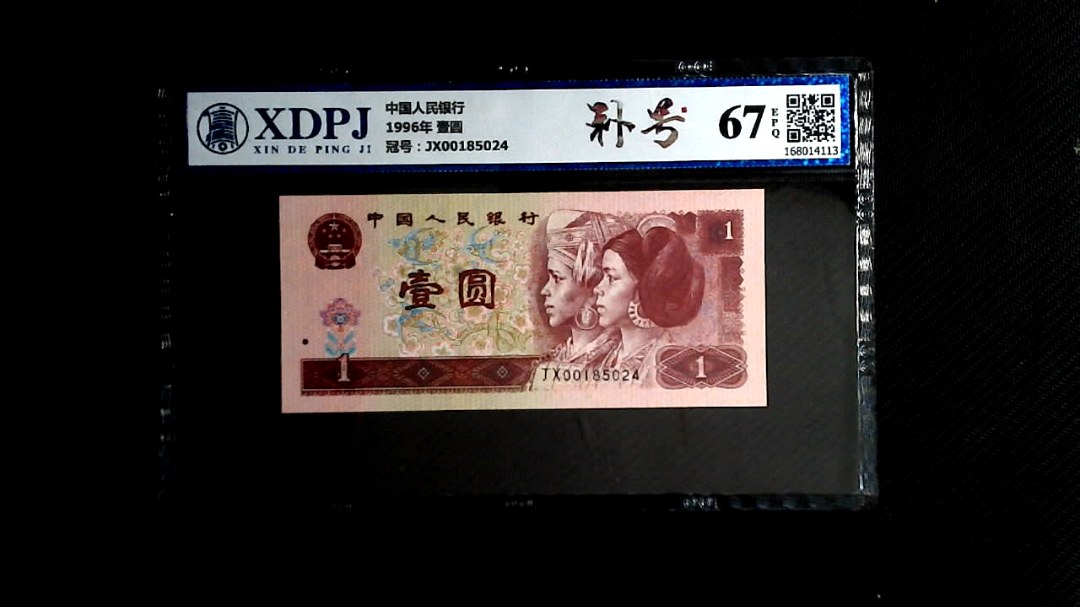 XDPJ
XIN DE PING JI
中国人民银行
1996年 壹圆
冠号：JX00185024
补号
67
EPQ
168014113
中国人民银行
1
壹圆
1
JX00185024
1